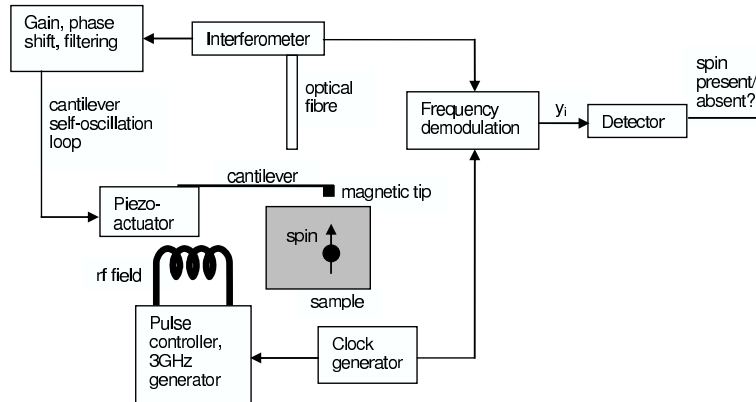 Gain, phase
shift, filtering
Interferometer
spin
present/
absent?
optical
fibre
cantilever
self-oscillation
loop
Frequency
demodulation
yi
Detector
cantilever
magnetic tip
Piezo-
actuator
spin
rf field
sample
Pulse
controller,
3GHz
generator
Clock
generator